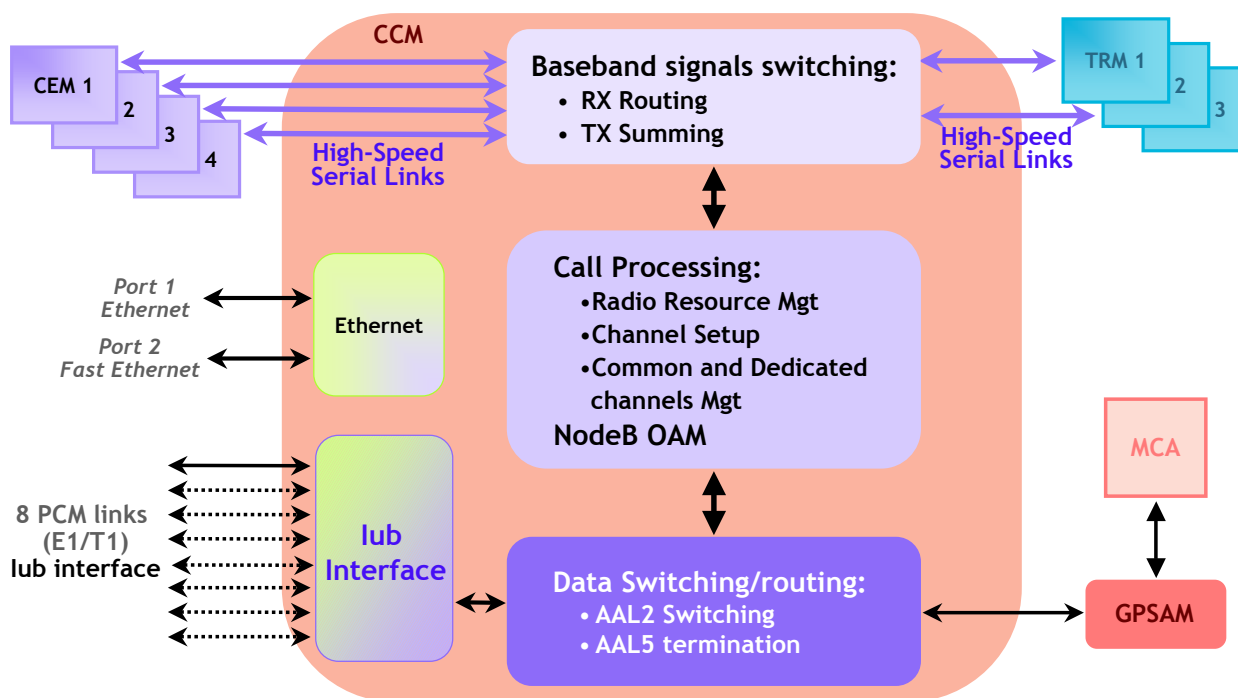 CCM
CEM 1
2
3
4
High-Speed
Serial Links
Baseband signals switching:
• RX Routing
• TX Summing
TRM 1
2
3
High-Speed
Serial Links
Port 1
Ethernet
Port 2
Fast Ethernet
Ethernet
Call Processing:
•Radio Resource Mgt
•Channel Setup
•Common and Dedicated
channels Mgt
NodeB OAM
8 PCM links
(E1/T1)
Iub interface
Iub
Interface
Data Switching/routing:
• AAL2 Switching
• AAL5 termination
MCA
GPSAM